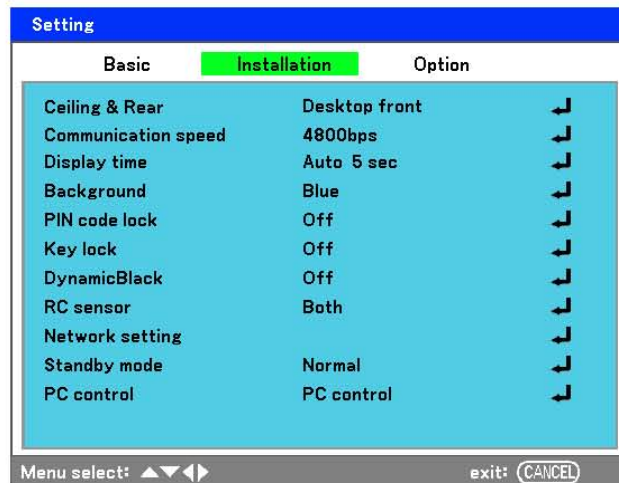 Setting
Basic Installation Option
Ceiling & Rear Desktop front
Communication speed 4800bps
Display time Auto 5 sec
Background Blue
PIN code lock Off
Key lock Off
DynamicBlack Off
RC sensor Both
Network setting
Standby mode Normal
PC control PC control
Menu select: ▲▼◀▶ exit: CANCEL